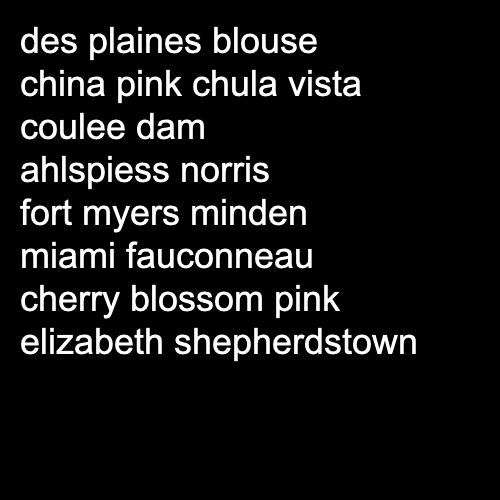 des plaines blouse
china pink chula vista
coulee dam
ahlspiess norris
fort myers minden
miami fauconneau
cherry blossom pink
elizabeth shepherdstown